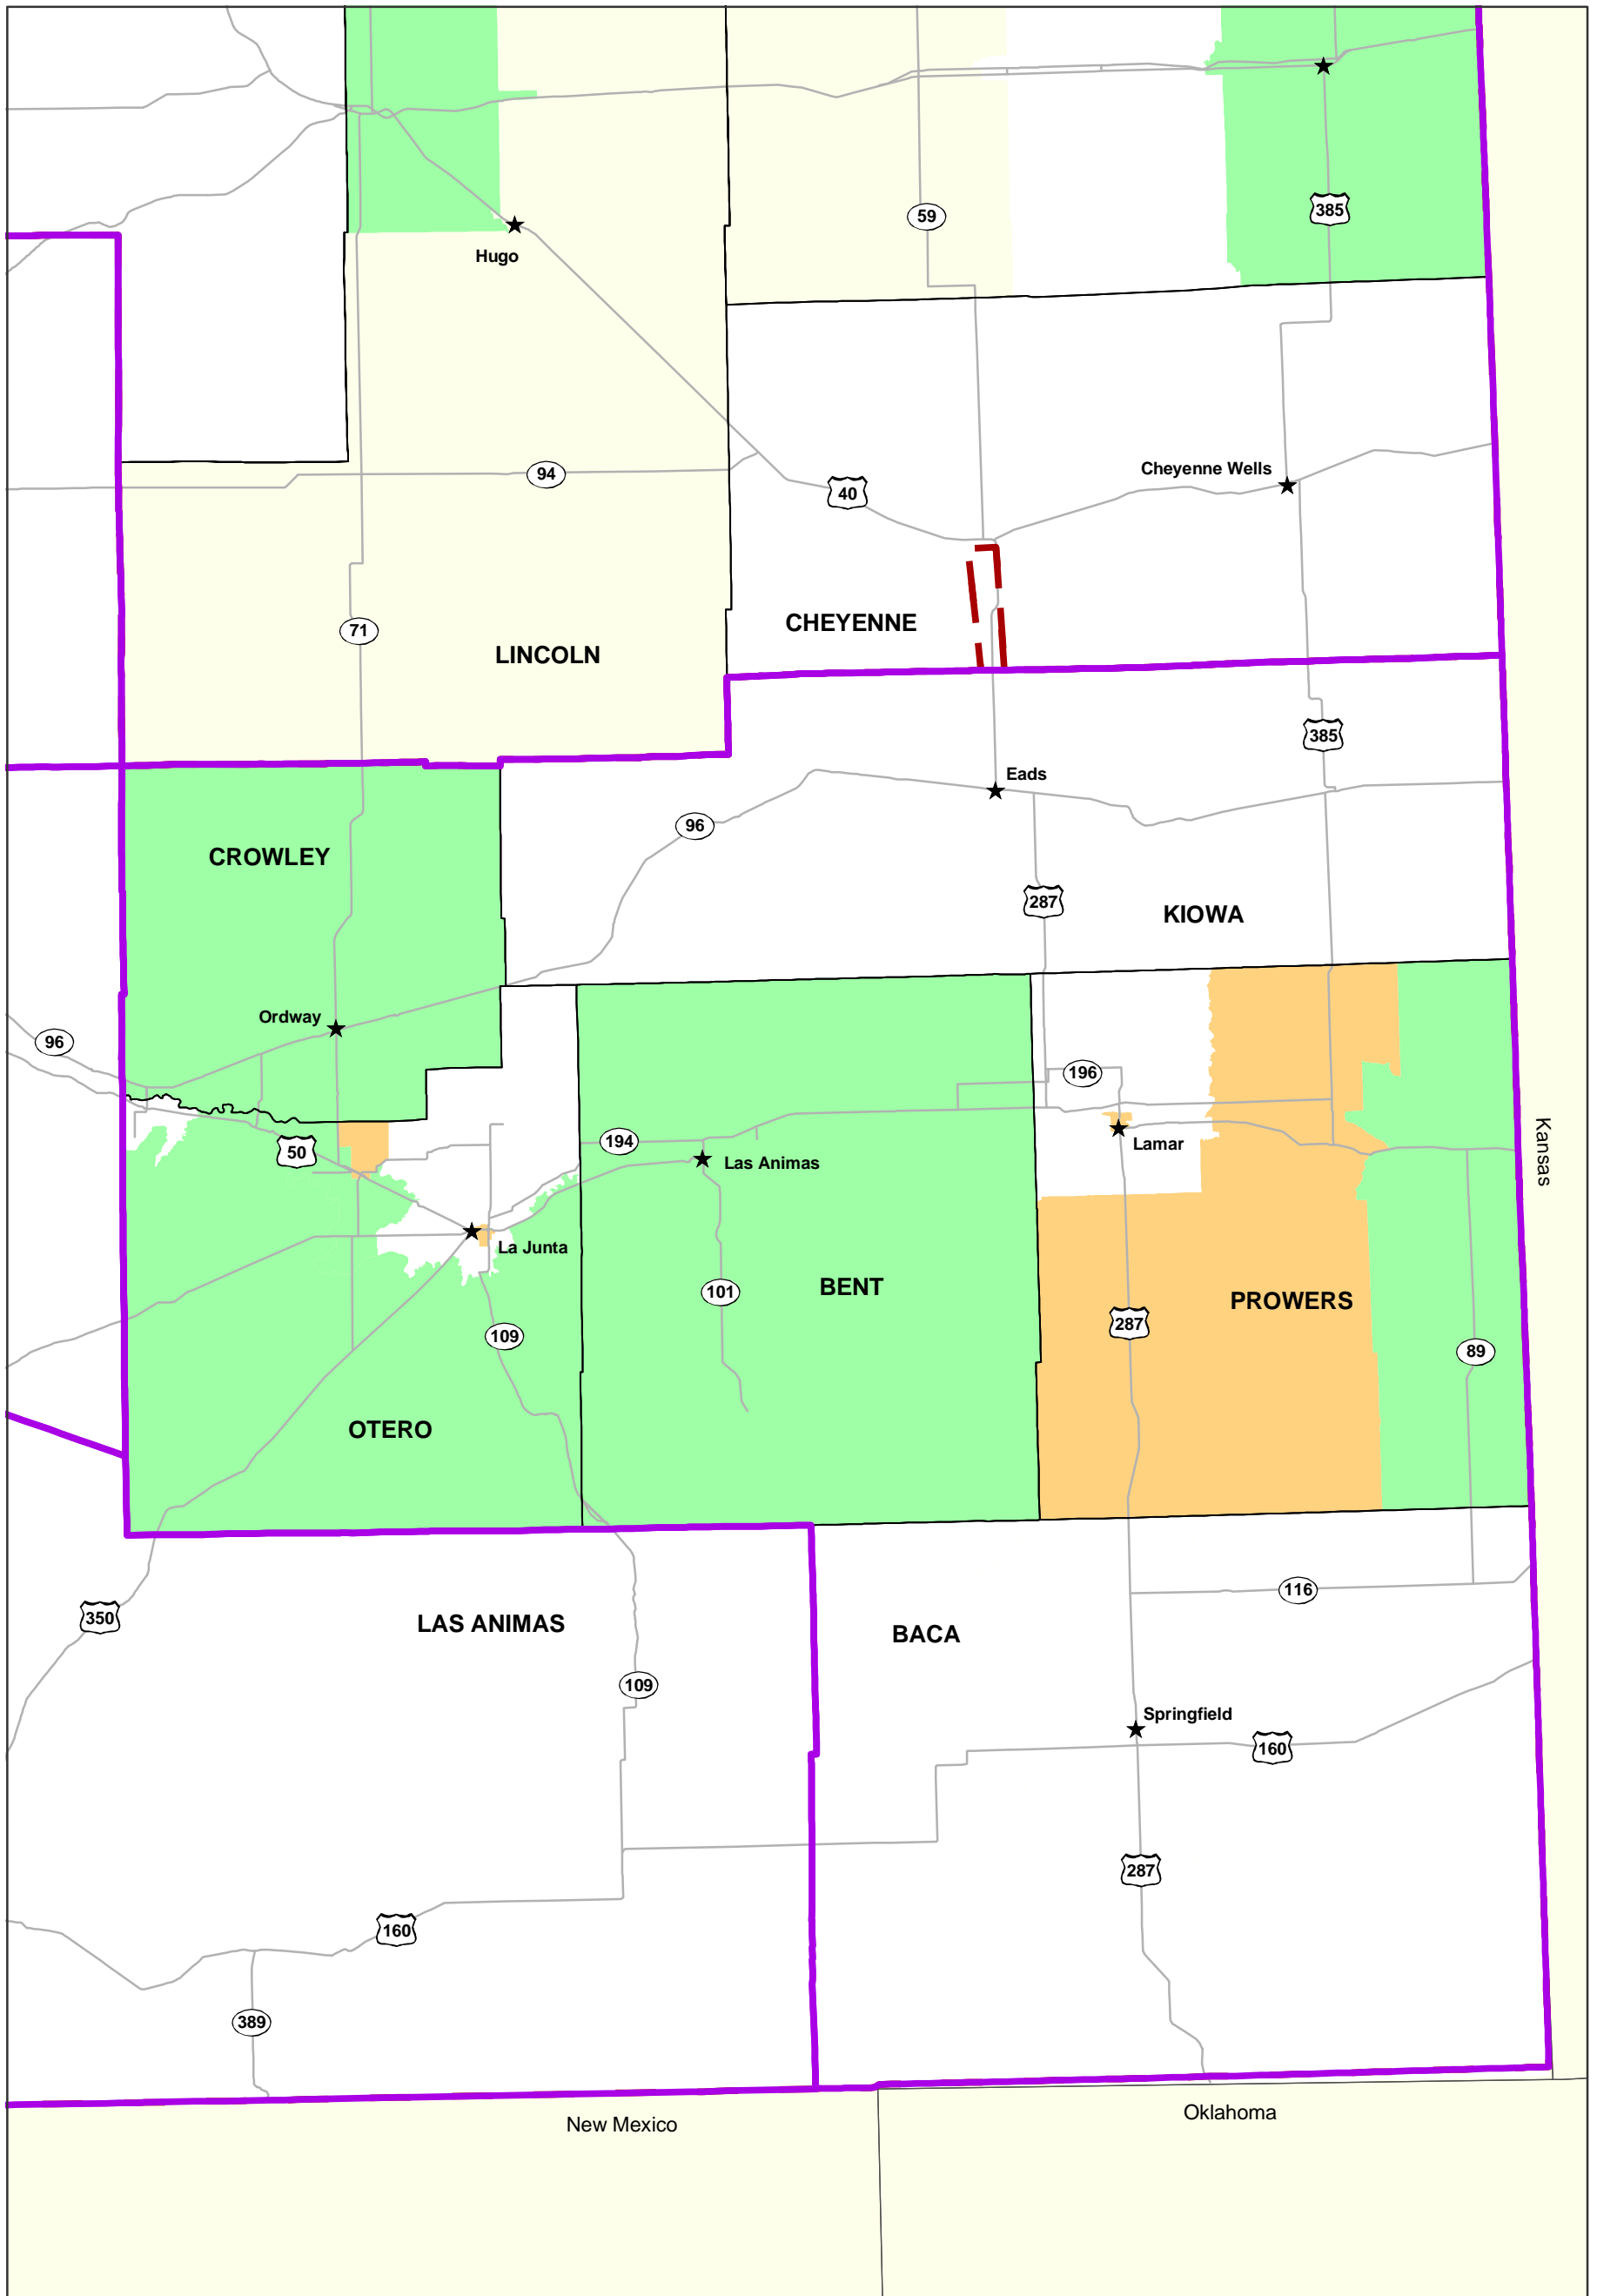 385
59
Hugo
Cheyenne Wells
94
40
CHEYENNE
71
LINCOLN
385
Eads
96
CROWLEY
287
KIOWA
Ordway
96
196
50
194
Lamar
Las Animas
Kansas
La Junta
BENT
101
PROWERS
287
109
89
OTERO
116
350
LAS ANIMAS
BACA
109
Springfield
160
287
160
389
New Mexico
Oklahoma